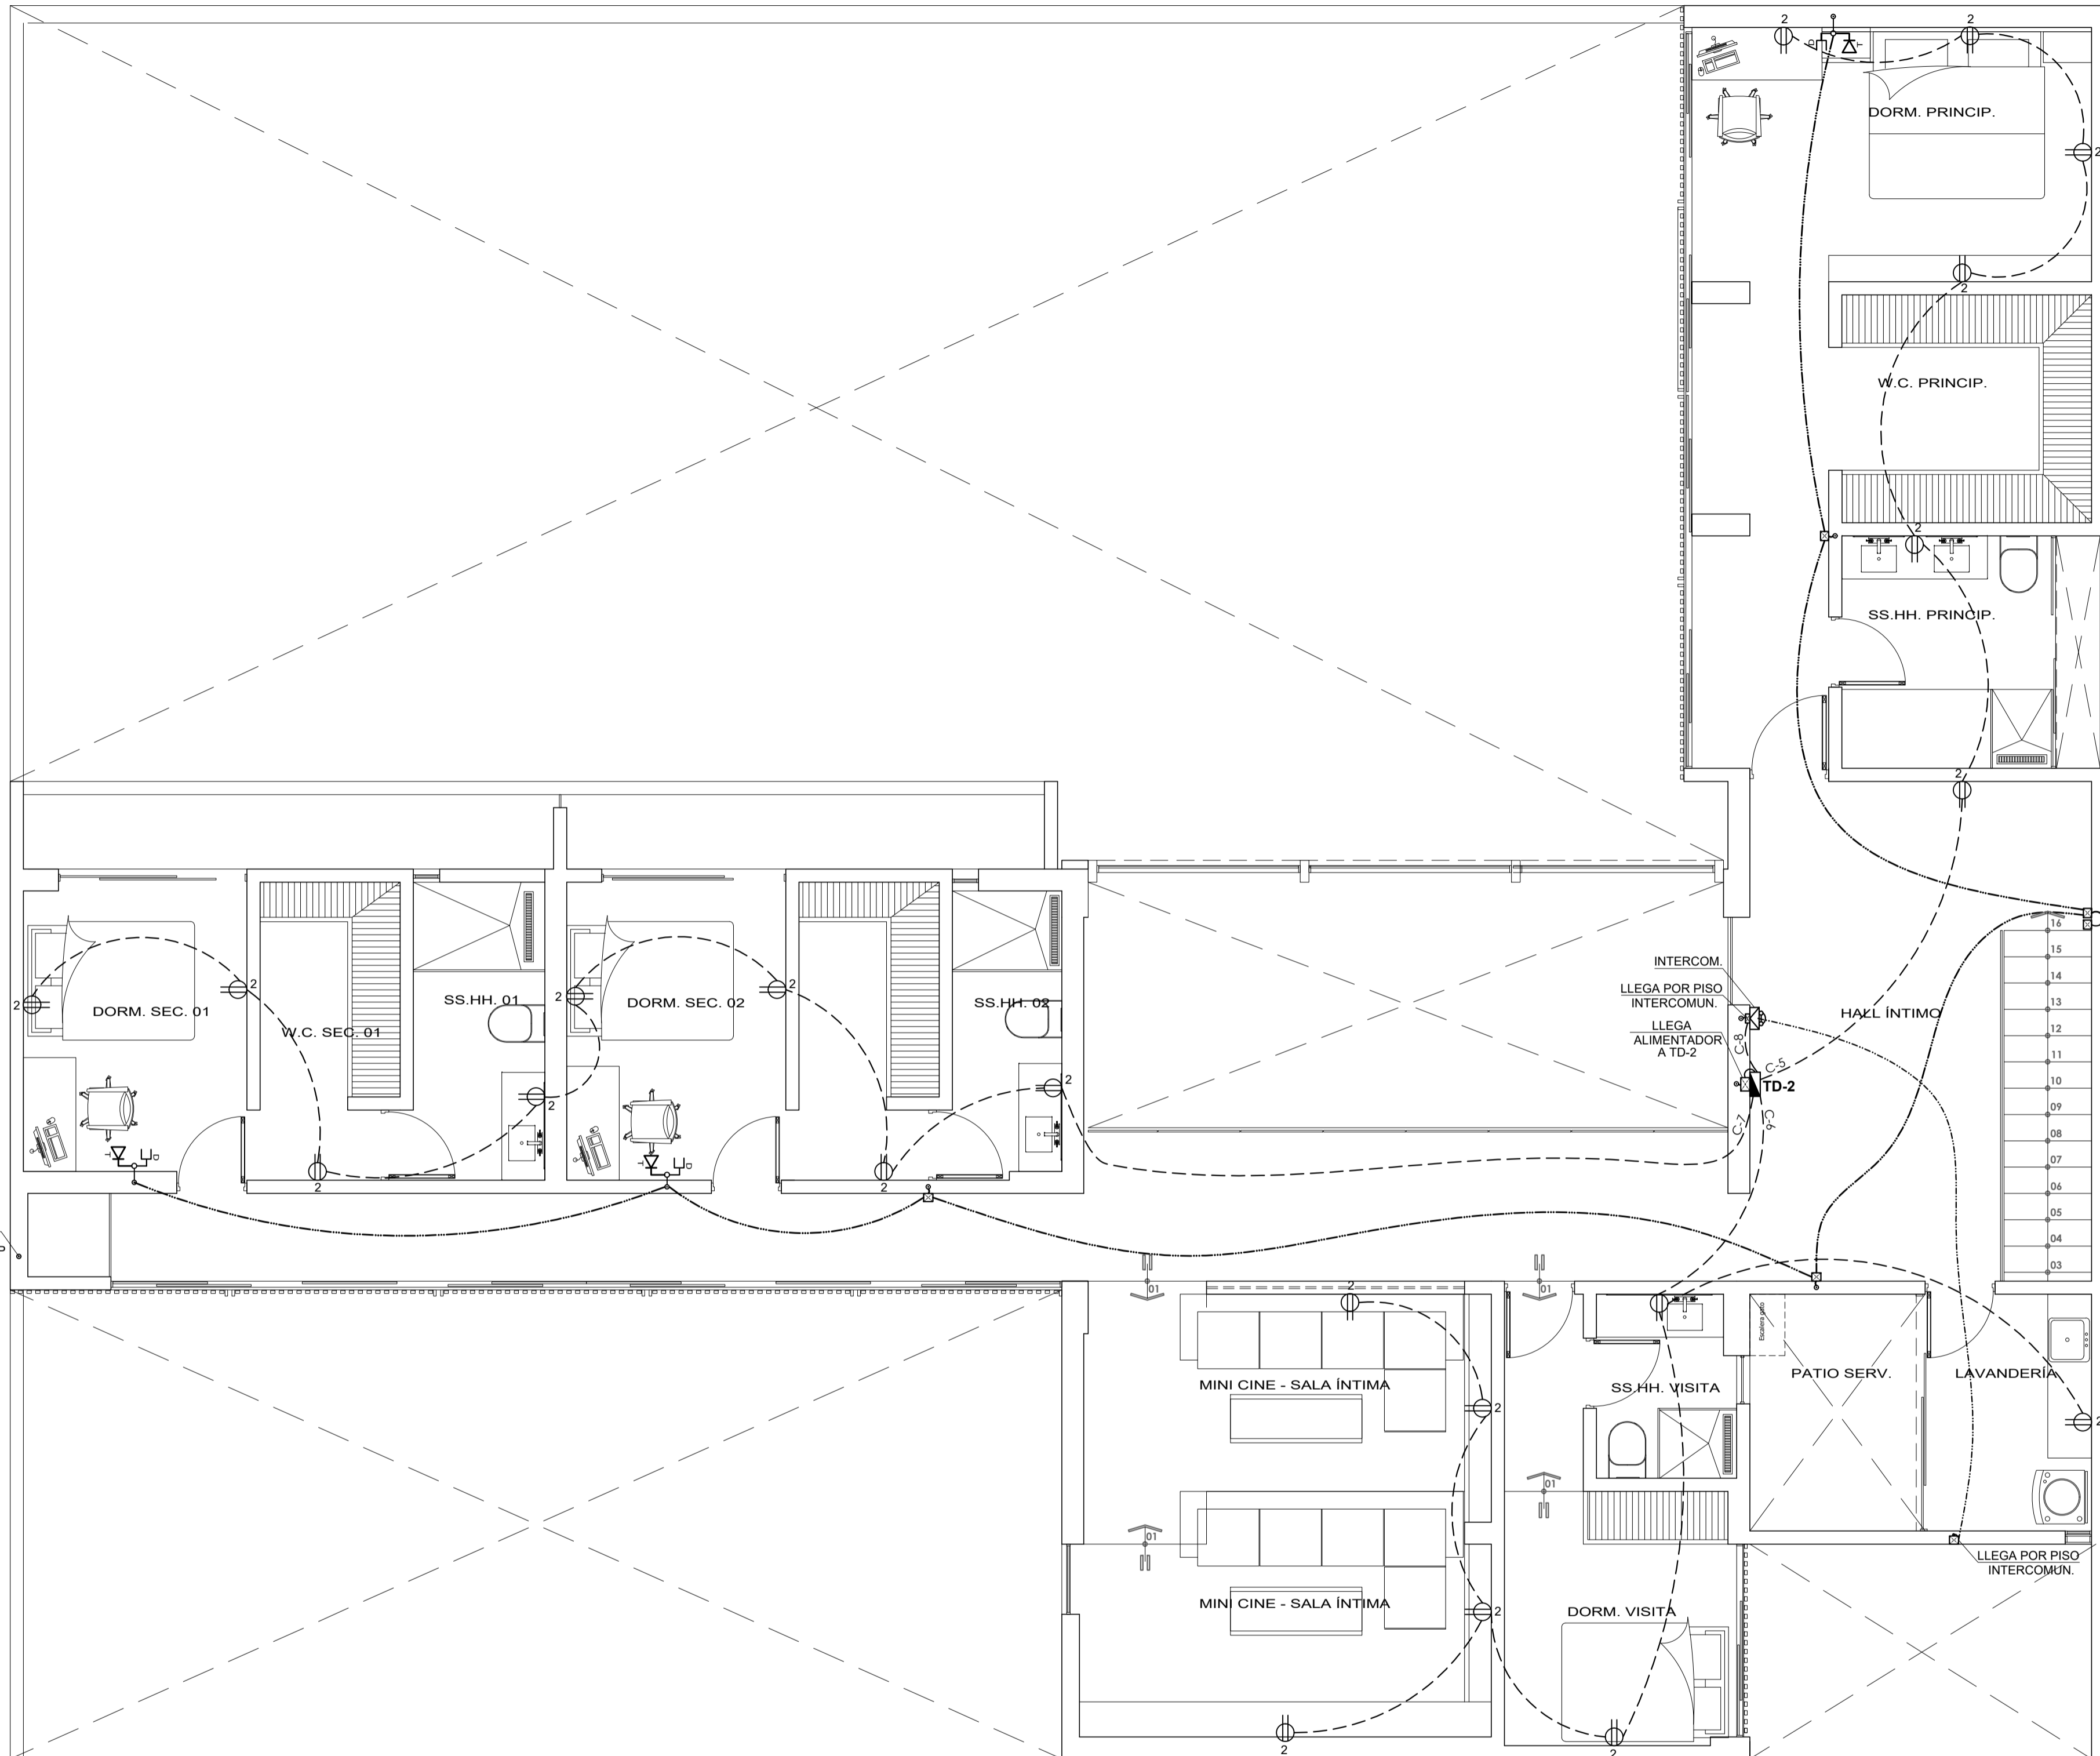 2
2
DORM. PRINCIP.
2
2
W.C. PRINCIP.
2
SS.HH. PRINCIP.
2
16
15
14
13
12
11
10
09
08
07
06
05
04
03
INTERCOM.
LLEGA POR PISO
INTERCOMUN.
LLEGA
ALIMENTADOR
A TD-2
HALL ÍNTIMO
C-8
C-5
TD-2
C-7
C-6
2
DORM. SEC. 01
2
W.C. SEC. 01
SS.HH. 01
2
DORM. SEC. 02
2
SS.HH. 02
2
2
2
2
T
D
T
D
T
D
01
01
2
MINI CINE - SALA ÍNTIMA
2
SS.HH. VISITA
Escalera gato
PATIO SERV.
LAVANDERÍA
2
01
01
MINI CINE - SALA ÍNTIMA
2
DORM. VISITA
LLEGA POR PISO
INTERCOMUN.
2
2